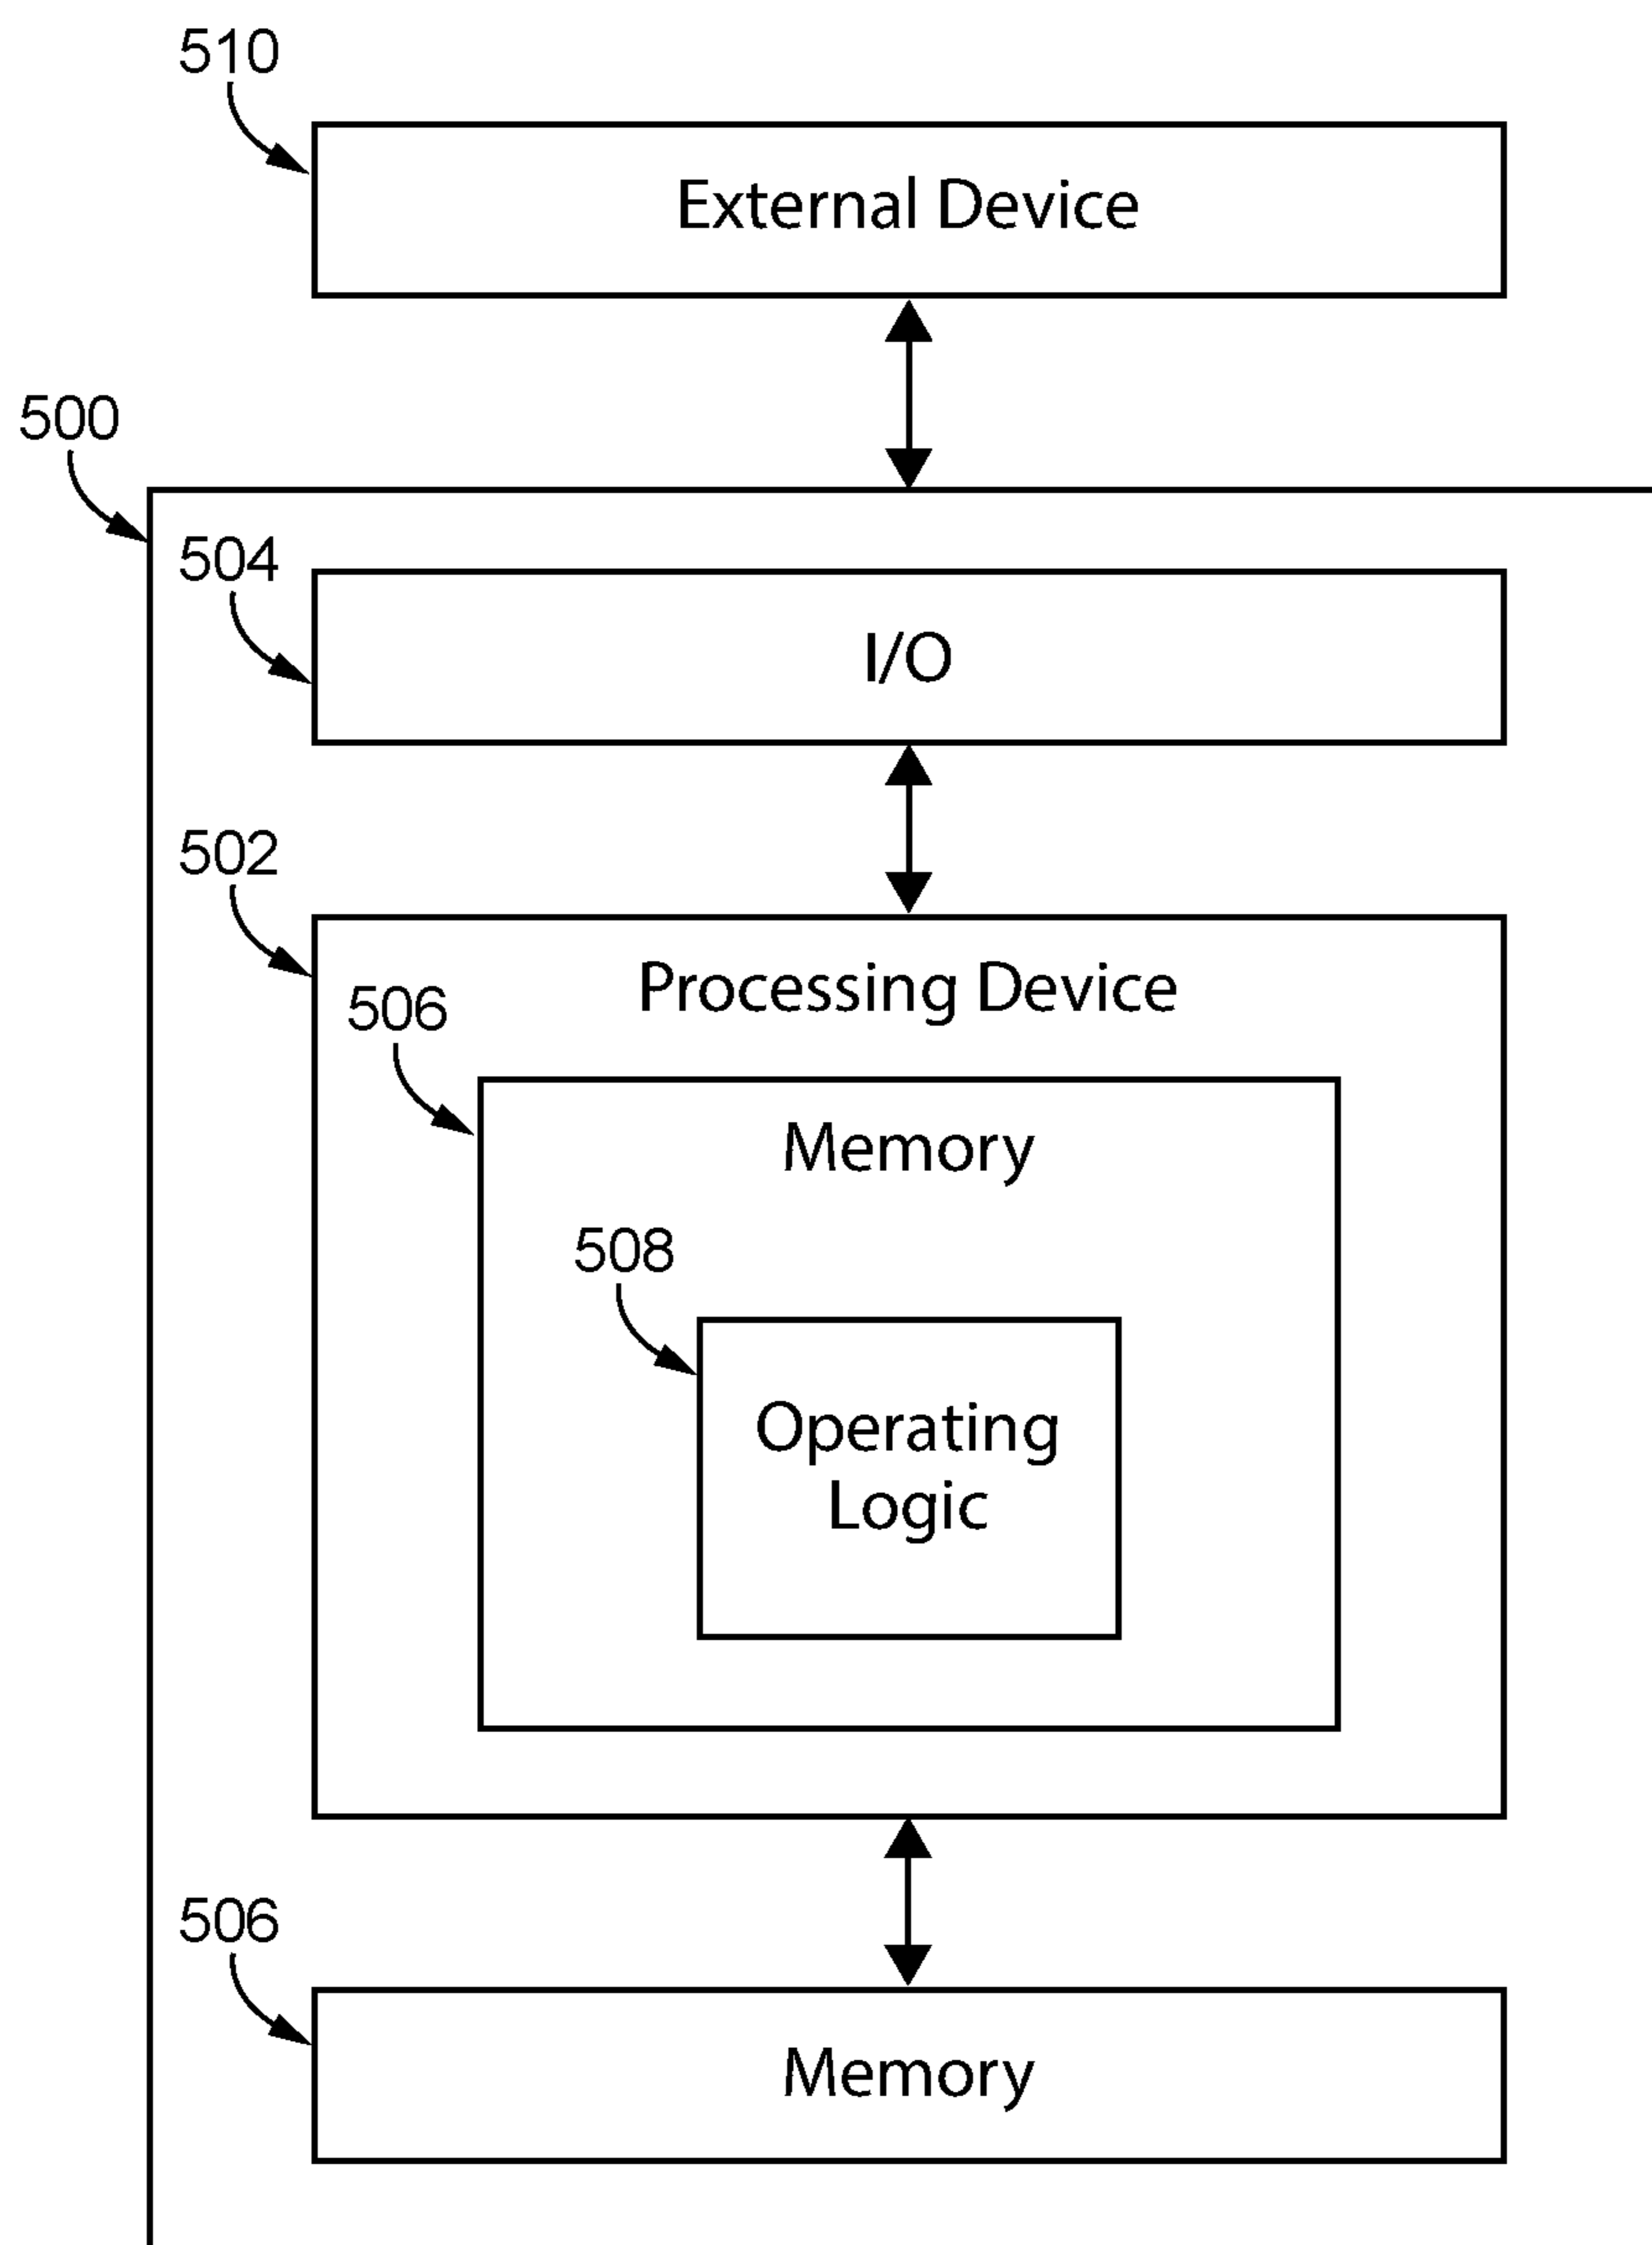 510
External Device
500
504
I/O
502
Processing Device
506
Memory
508
Operating
Logic
506
Memory